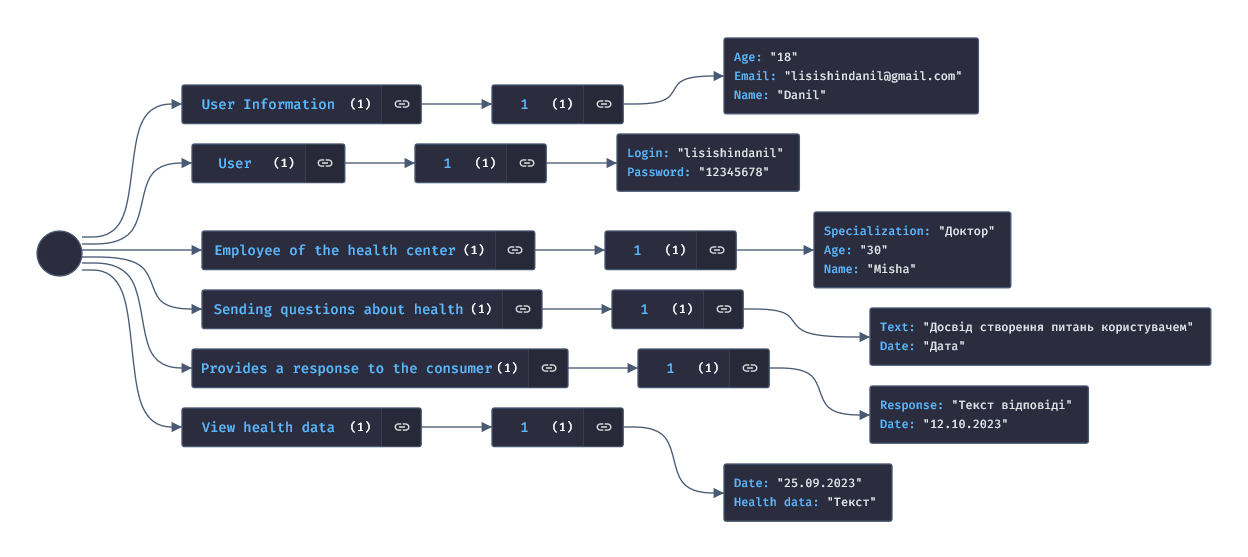 User Information (1)
1 (1)
Age: "18"
Email: "lisishindanil@gmail.com"
Name: "Danil"
User (1)
1 (1)
Login: "lisishindanil"
Password: "12345678"
Employee of the health center (1)
1 (1)
Specialization: "Доктор"
Age: "30"
Name: "Misha"
Sending questions about health (1)
1 (1)
Text: "Досвід створення питань користувачем"
Date: "Дата"
Provides a response to the consumer (1)
1 (1)
Response: "Текст відповіді"
Date: "12.10.2023"
View health data (1)
1 (1)
Date: "25.09.2023"
Health data: "Текст"